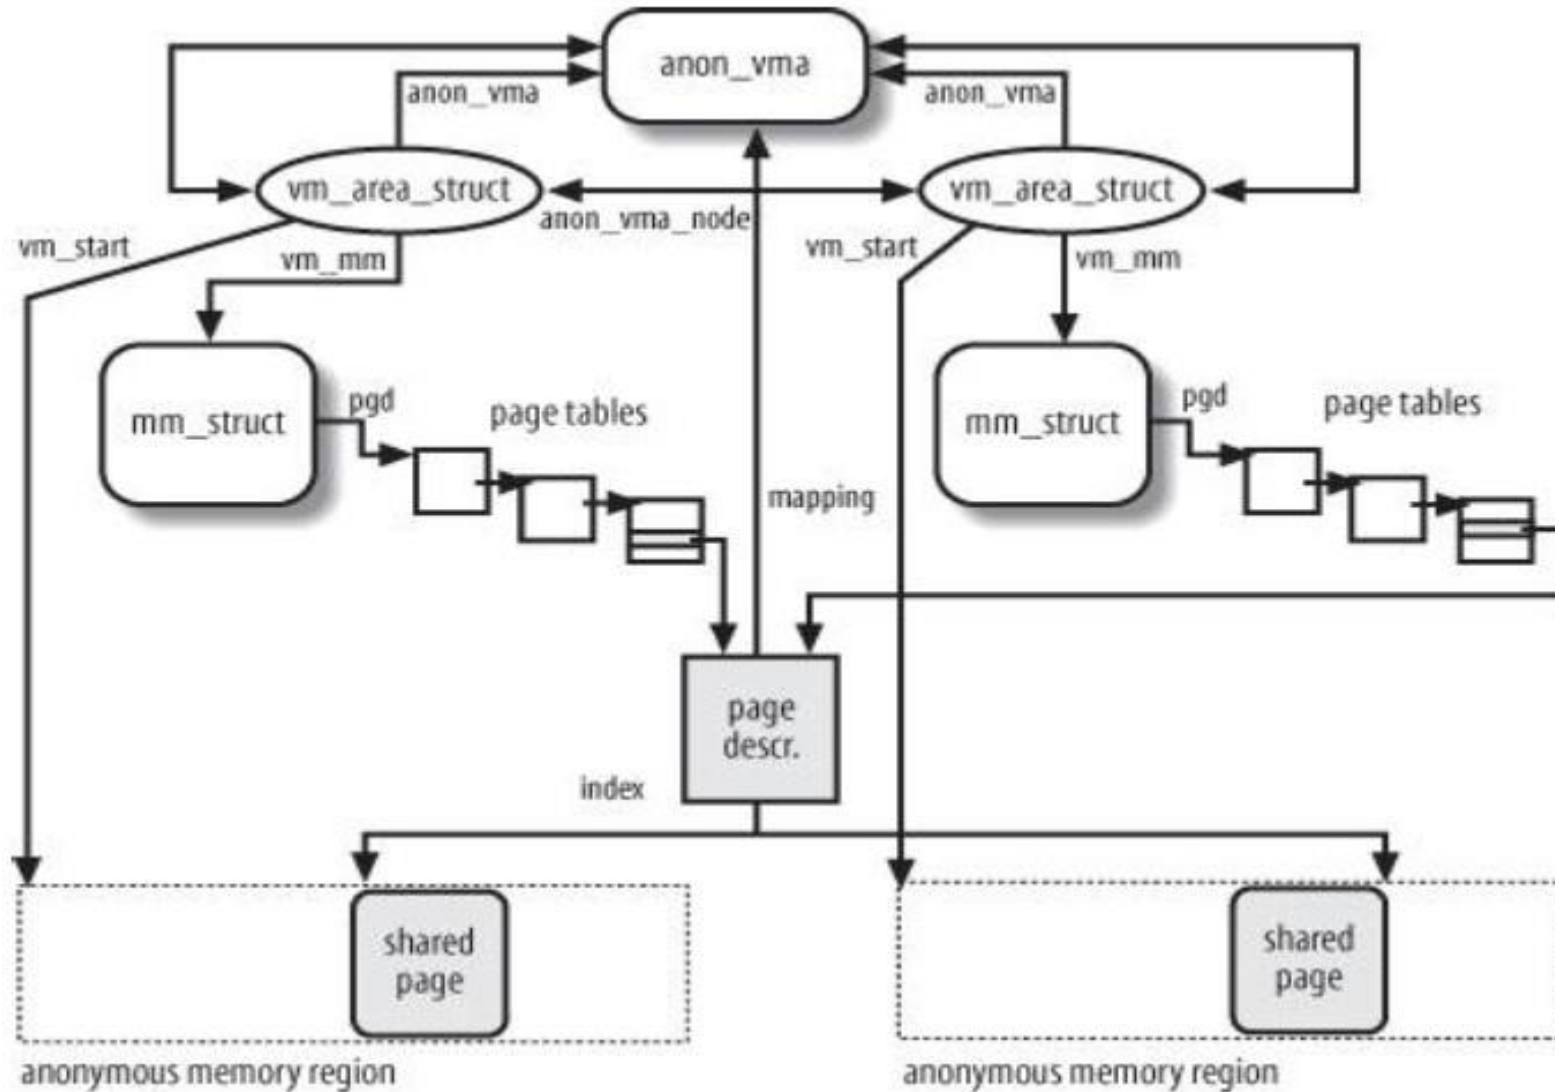 anon_vma
anon_vma
anon_vma
vm_area_struct
vm_area_struct
anon_vma_node
vm_start
vm_mm
vm_start
vm_mm
mm_struct
pgd
page tables
mm_struct
pgd
page tables
mapping
page
descr.
index
shared
page
shared
page
anonymous memory region
anonymous memory region